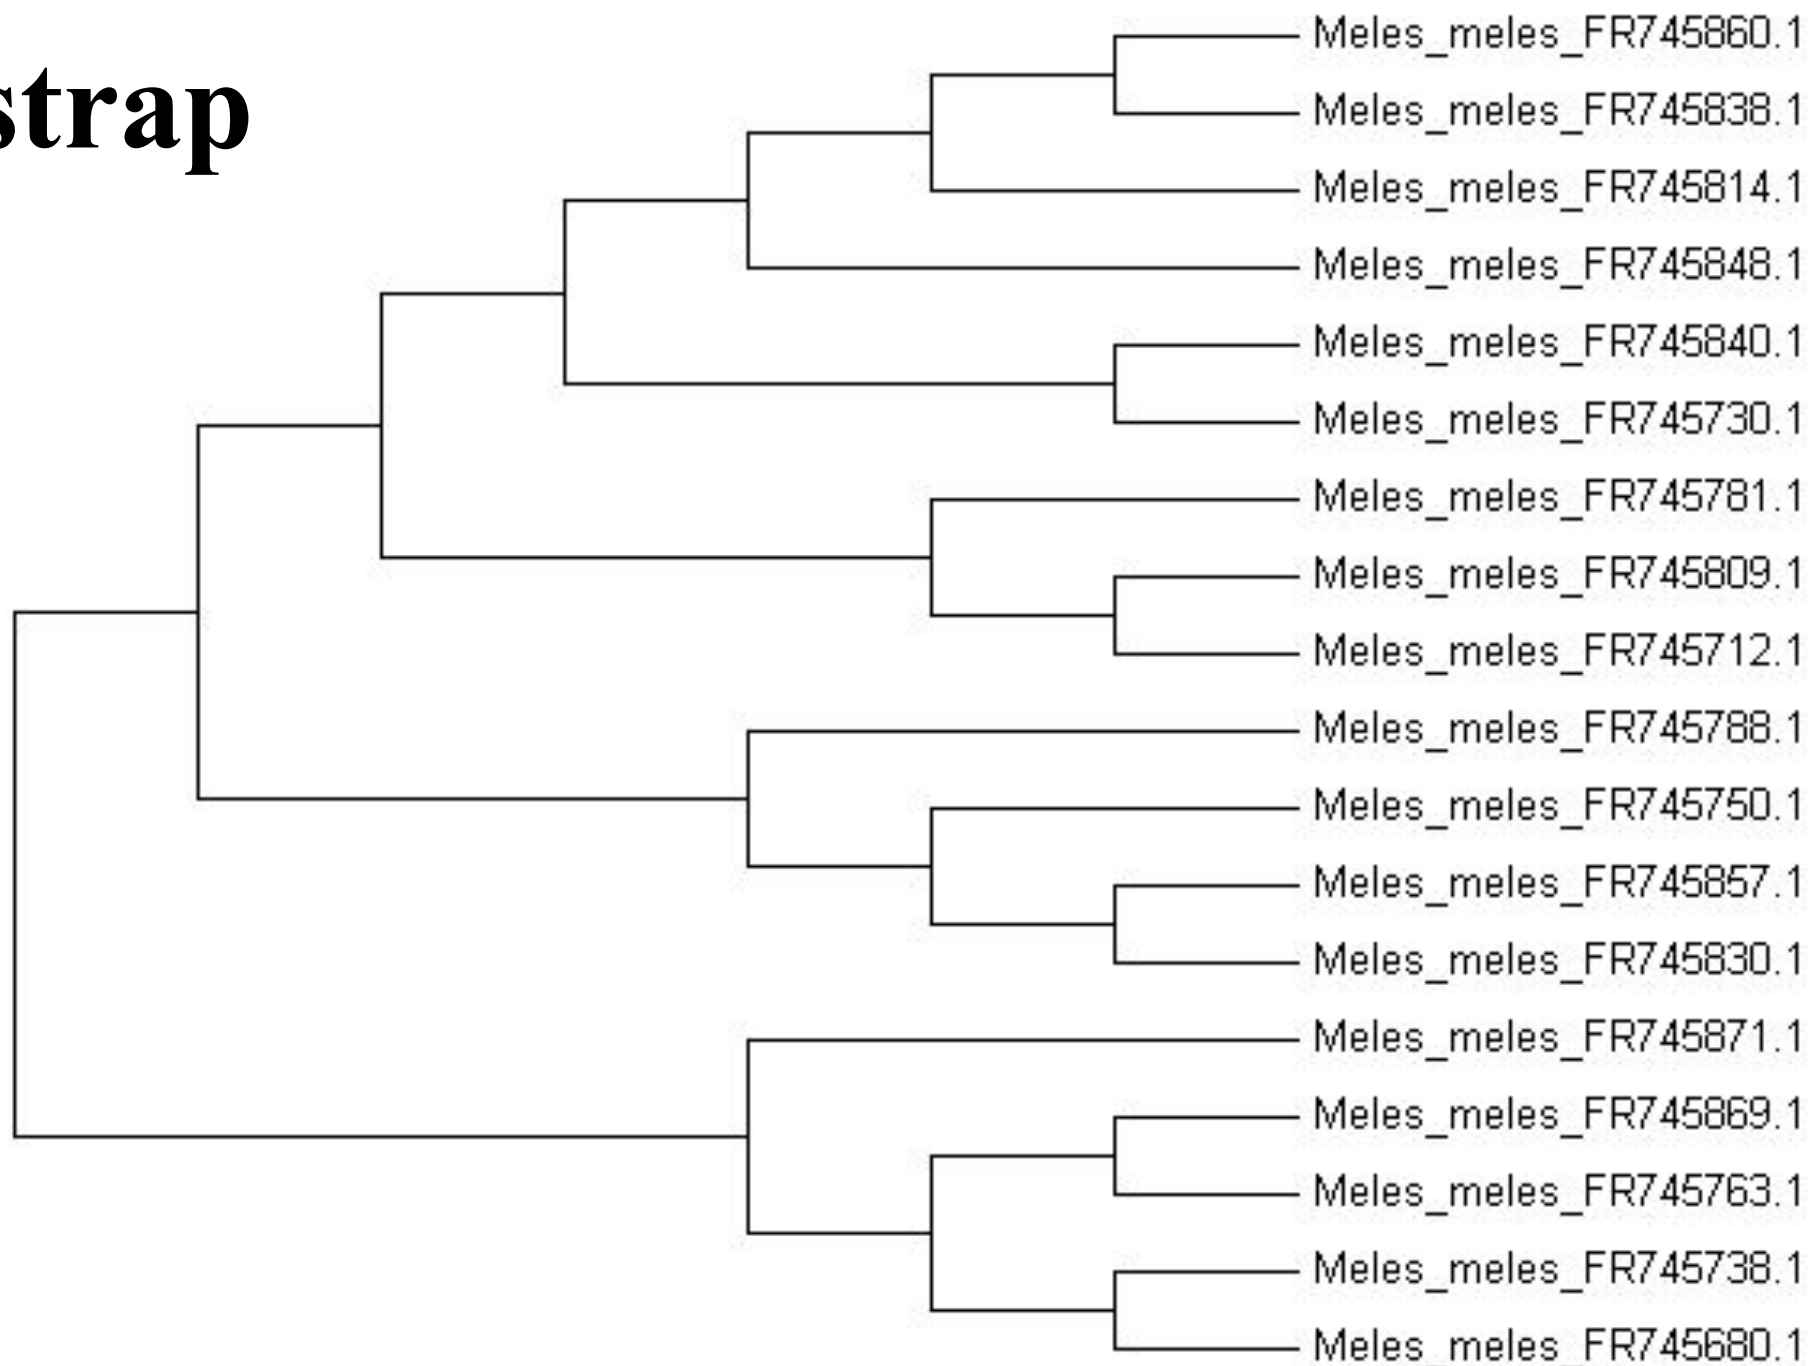 strap
Meles_meles_FR745860.1
Meles_meles_FR745838.1
Meles_meles_FR745814.1
Meles_meles_FR745848.1
Meles_meles_FR745840.1
Meles_meles_FR745730.1
Meles_meles_FR745781.1
Meles_meles_FR745809.1
Meles_meles_FR745712.1
Meles_meles_FR745788.1
Meles_meles_FR745750.1
Meles_meles_FR745857.1
Meles_meles_FR745830.1
Meles_meles_FR745871.1
Meles_meles_FR745869.1
Meles_meles_FR745763.1
Meles_meles_FR745738.1
Meles_meles_FR745680.1